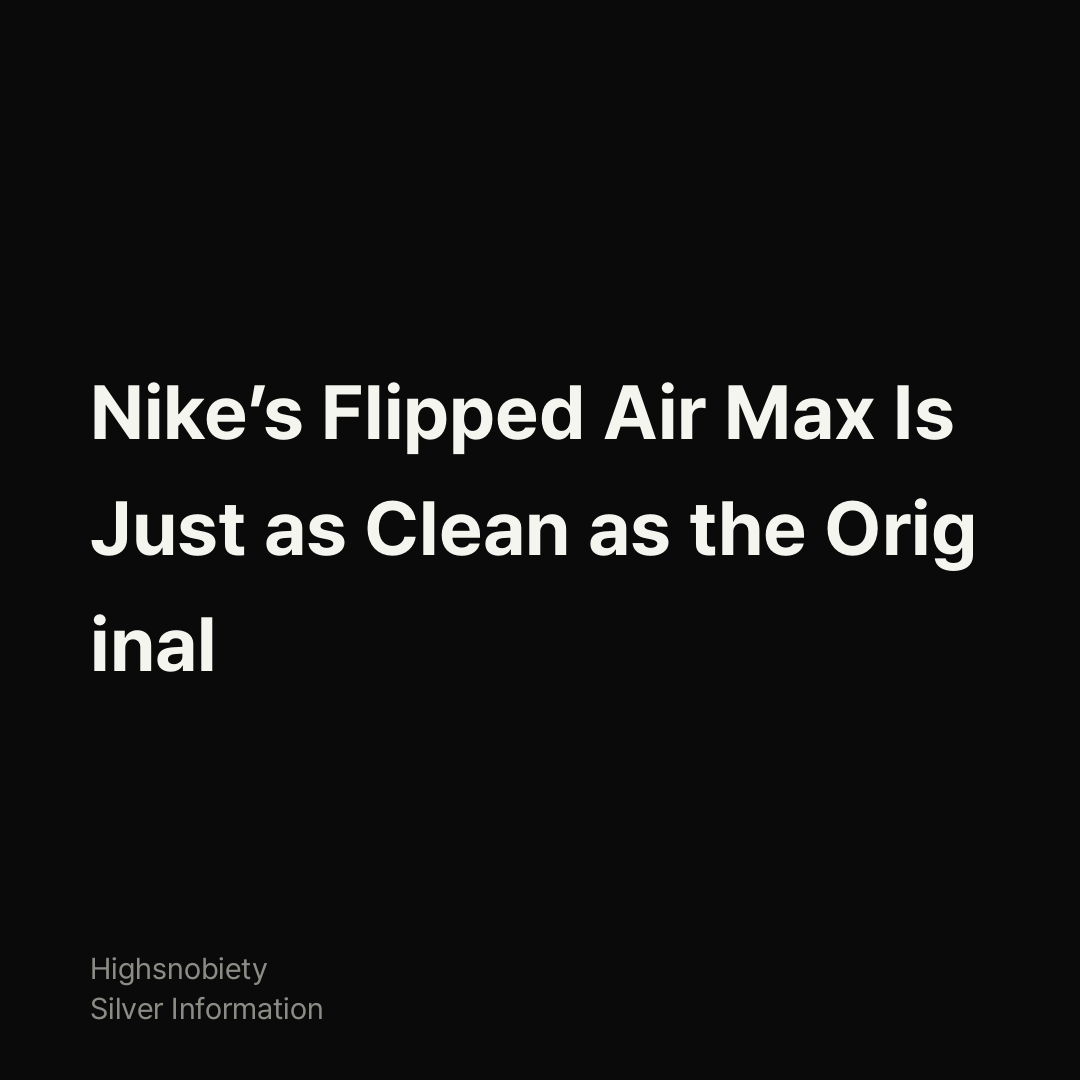 Nike’s Flipped Air Max Is
Just as Clean as the Orig
inal
Highsnobiety
Silver Information